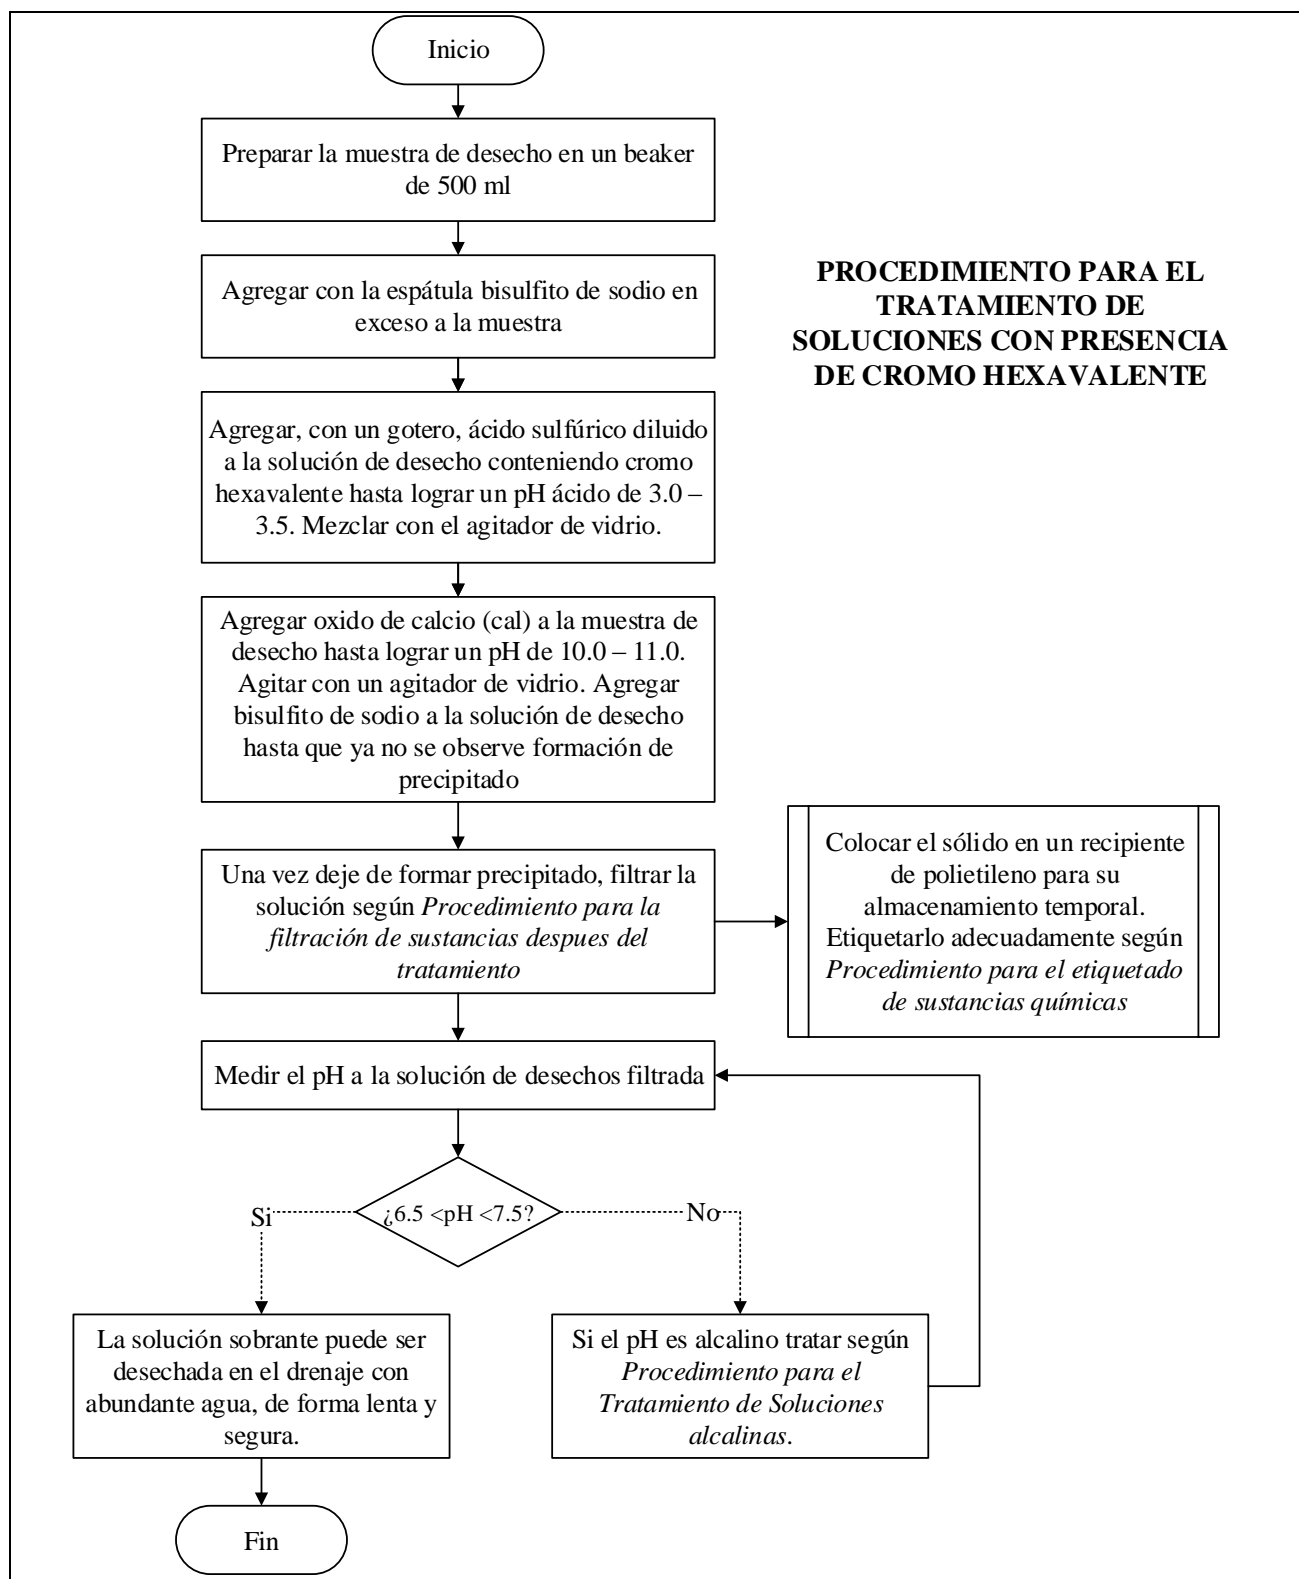 Inicio
Preparar la muestra de desecho en un beaker
de 500 ml
PROCEDIMIENTO PARA EL
TRATAMIENTO DE
SOLUCIONES CON PRESENCIA
DE CROMO HEXAVALENTE
Agregar con la espátula bisulfito de sodio en
exceso a la muestra
Agregar, con un gotero, ácido sulfúrico diluido
a la solución de desecho conteniendo cromo
hexavalente hasta lograr un pH ácido de 3.0 –
3.5. Mezclar con el agitador de vidrio.
Agregar oxido de calcio (cal) a la muestra de
desecho hasta lograr un pH de 10.0 – 11.0.
Agitar con un agitador de vidrio. Agregar
bisulfito de sodio a la solución de desecho
hasta que ya no se observe formación de
precipitado
Una vez deje de formar precipitado, filtrar la
solución según Procedimiento para la
filtración de sustancias despues del
tratamiento
Colocar el sólido en un recipiente
de polietileno para su
almacenamiento temporal.
Etiquetarlo adecuadamente según
Procedimiento para el etiquetado
de sustancias químicas
Medir el pH a la solución de desechos filtrada
¿6.5 <pH <7.5?
Si
No
La solución sobrante puede ser
desechada en el drenaje con
abundante agua, de forma lenta y
segura.
Si el pH es alcalino tratar según
Procedimiento para el
Tratamiento de Soluciones
alcalinas.
Fin